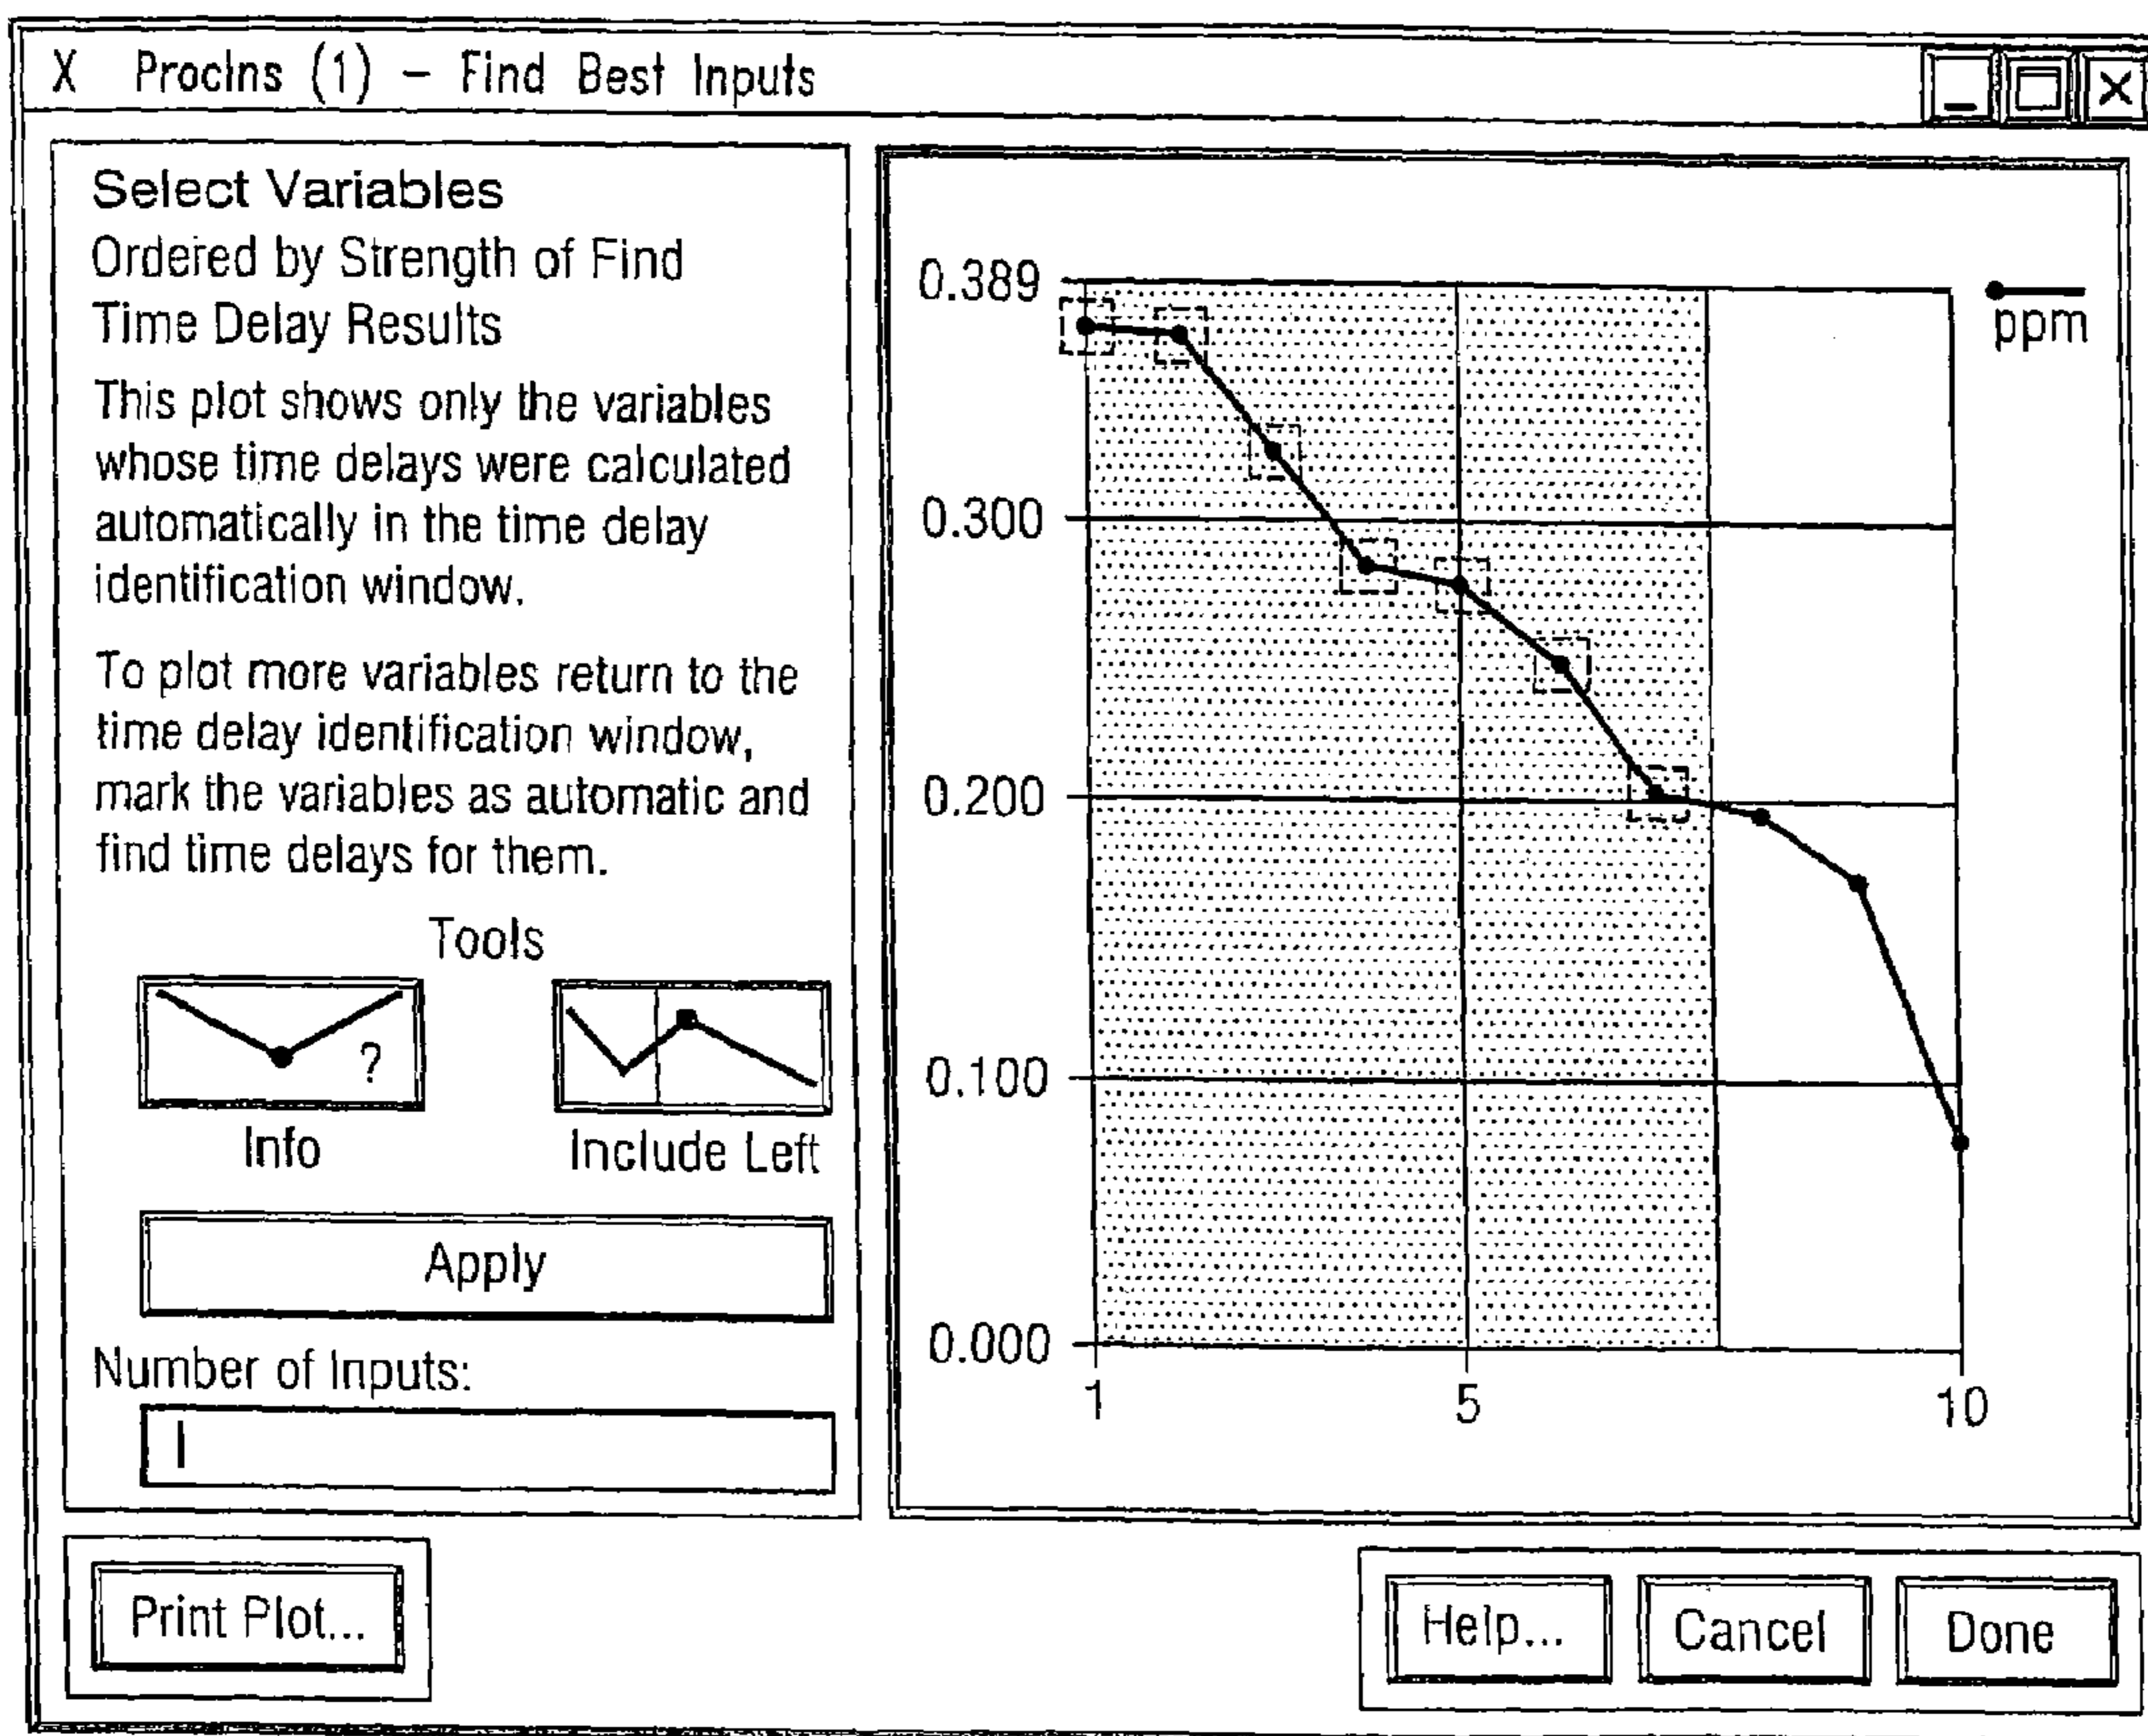 X ProcIns (1) – Find Best Inputs
Select Variables
Ordered by Strength of Find
Time Delay Results
This plot shows only the variables
whose time delays were calculated
automatically in the time delay
identification window.
To plot more variables return to the
time delay identification window,
mark the variables as automatic and
find time delays for them.
Tools
?
Info
Include Left
Apply
Number of Inputs:
0.389
0.300
0.200
0.100
0.000
1
5
10
ppm
Print Plot...
Help...
Cancel
Done